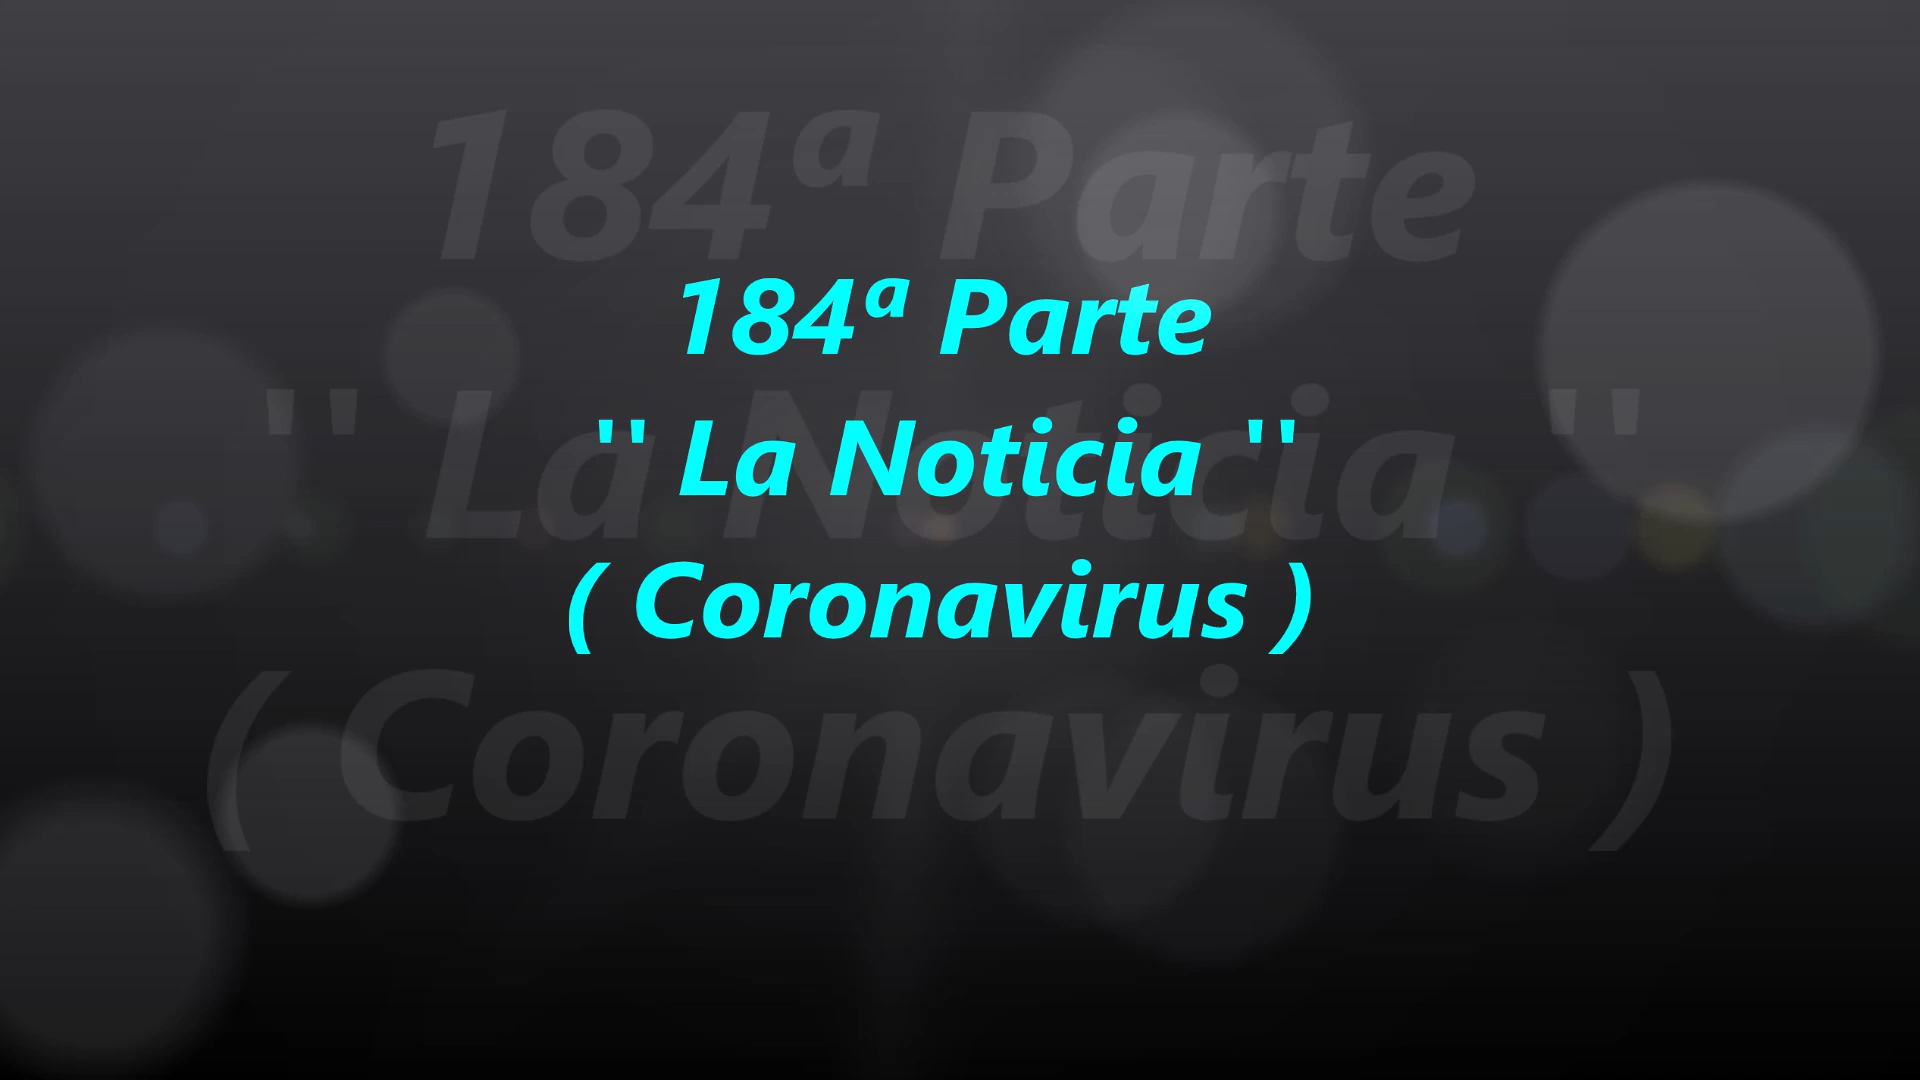 184ª Parte
'' La Noticia ''
( Coronavirus )